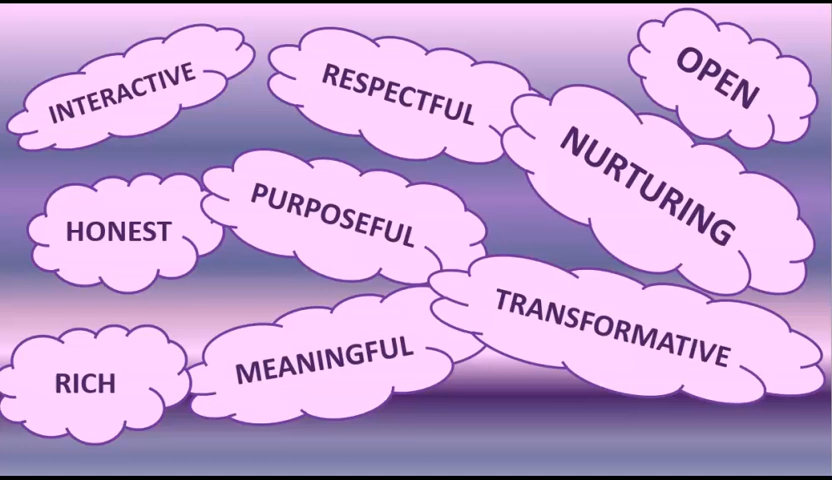 INTERACTIVE
RESPECTFUL
OPEN
NURTURING
HONEST
PURPOSEFUL
TRANSFORMATIVE
RICH
MEANINGFUL